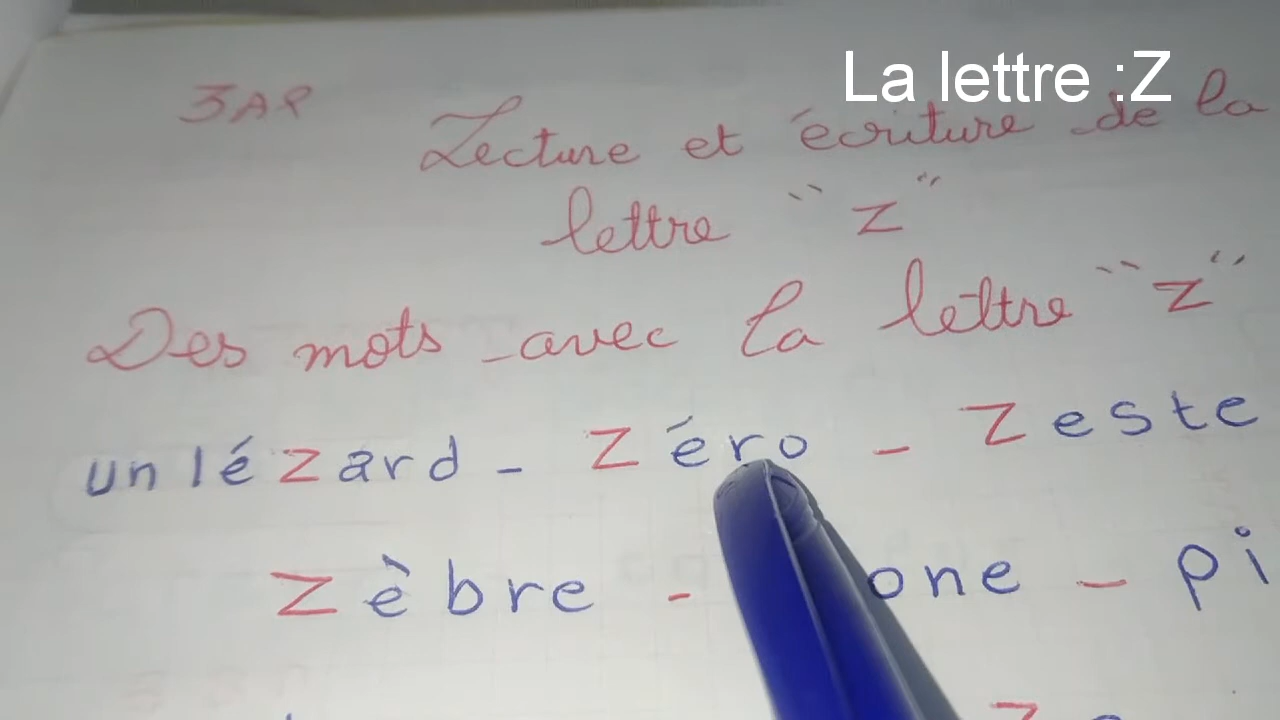 La lettre :Z
3AP
Lecture et écriture de la
lettre "z"
Des mots avec la lettre "z"
un lézard - zéro - zeste
zèbre - one - pi